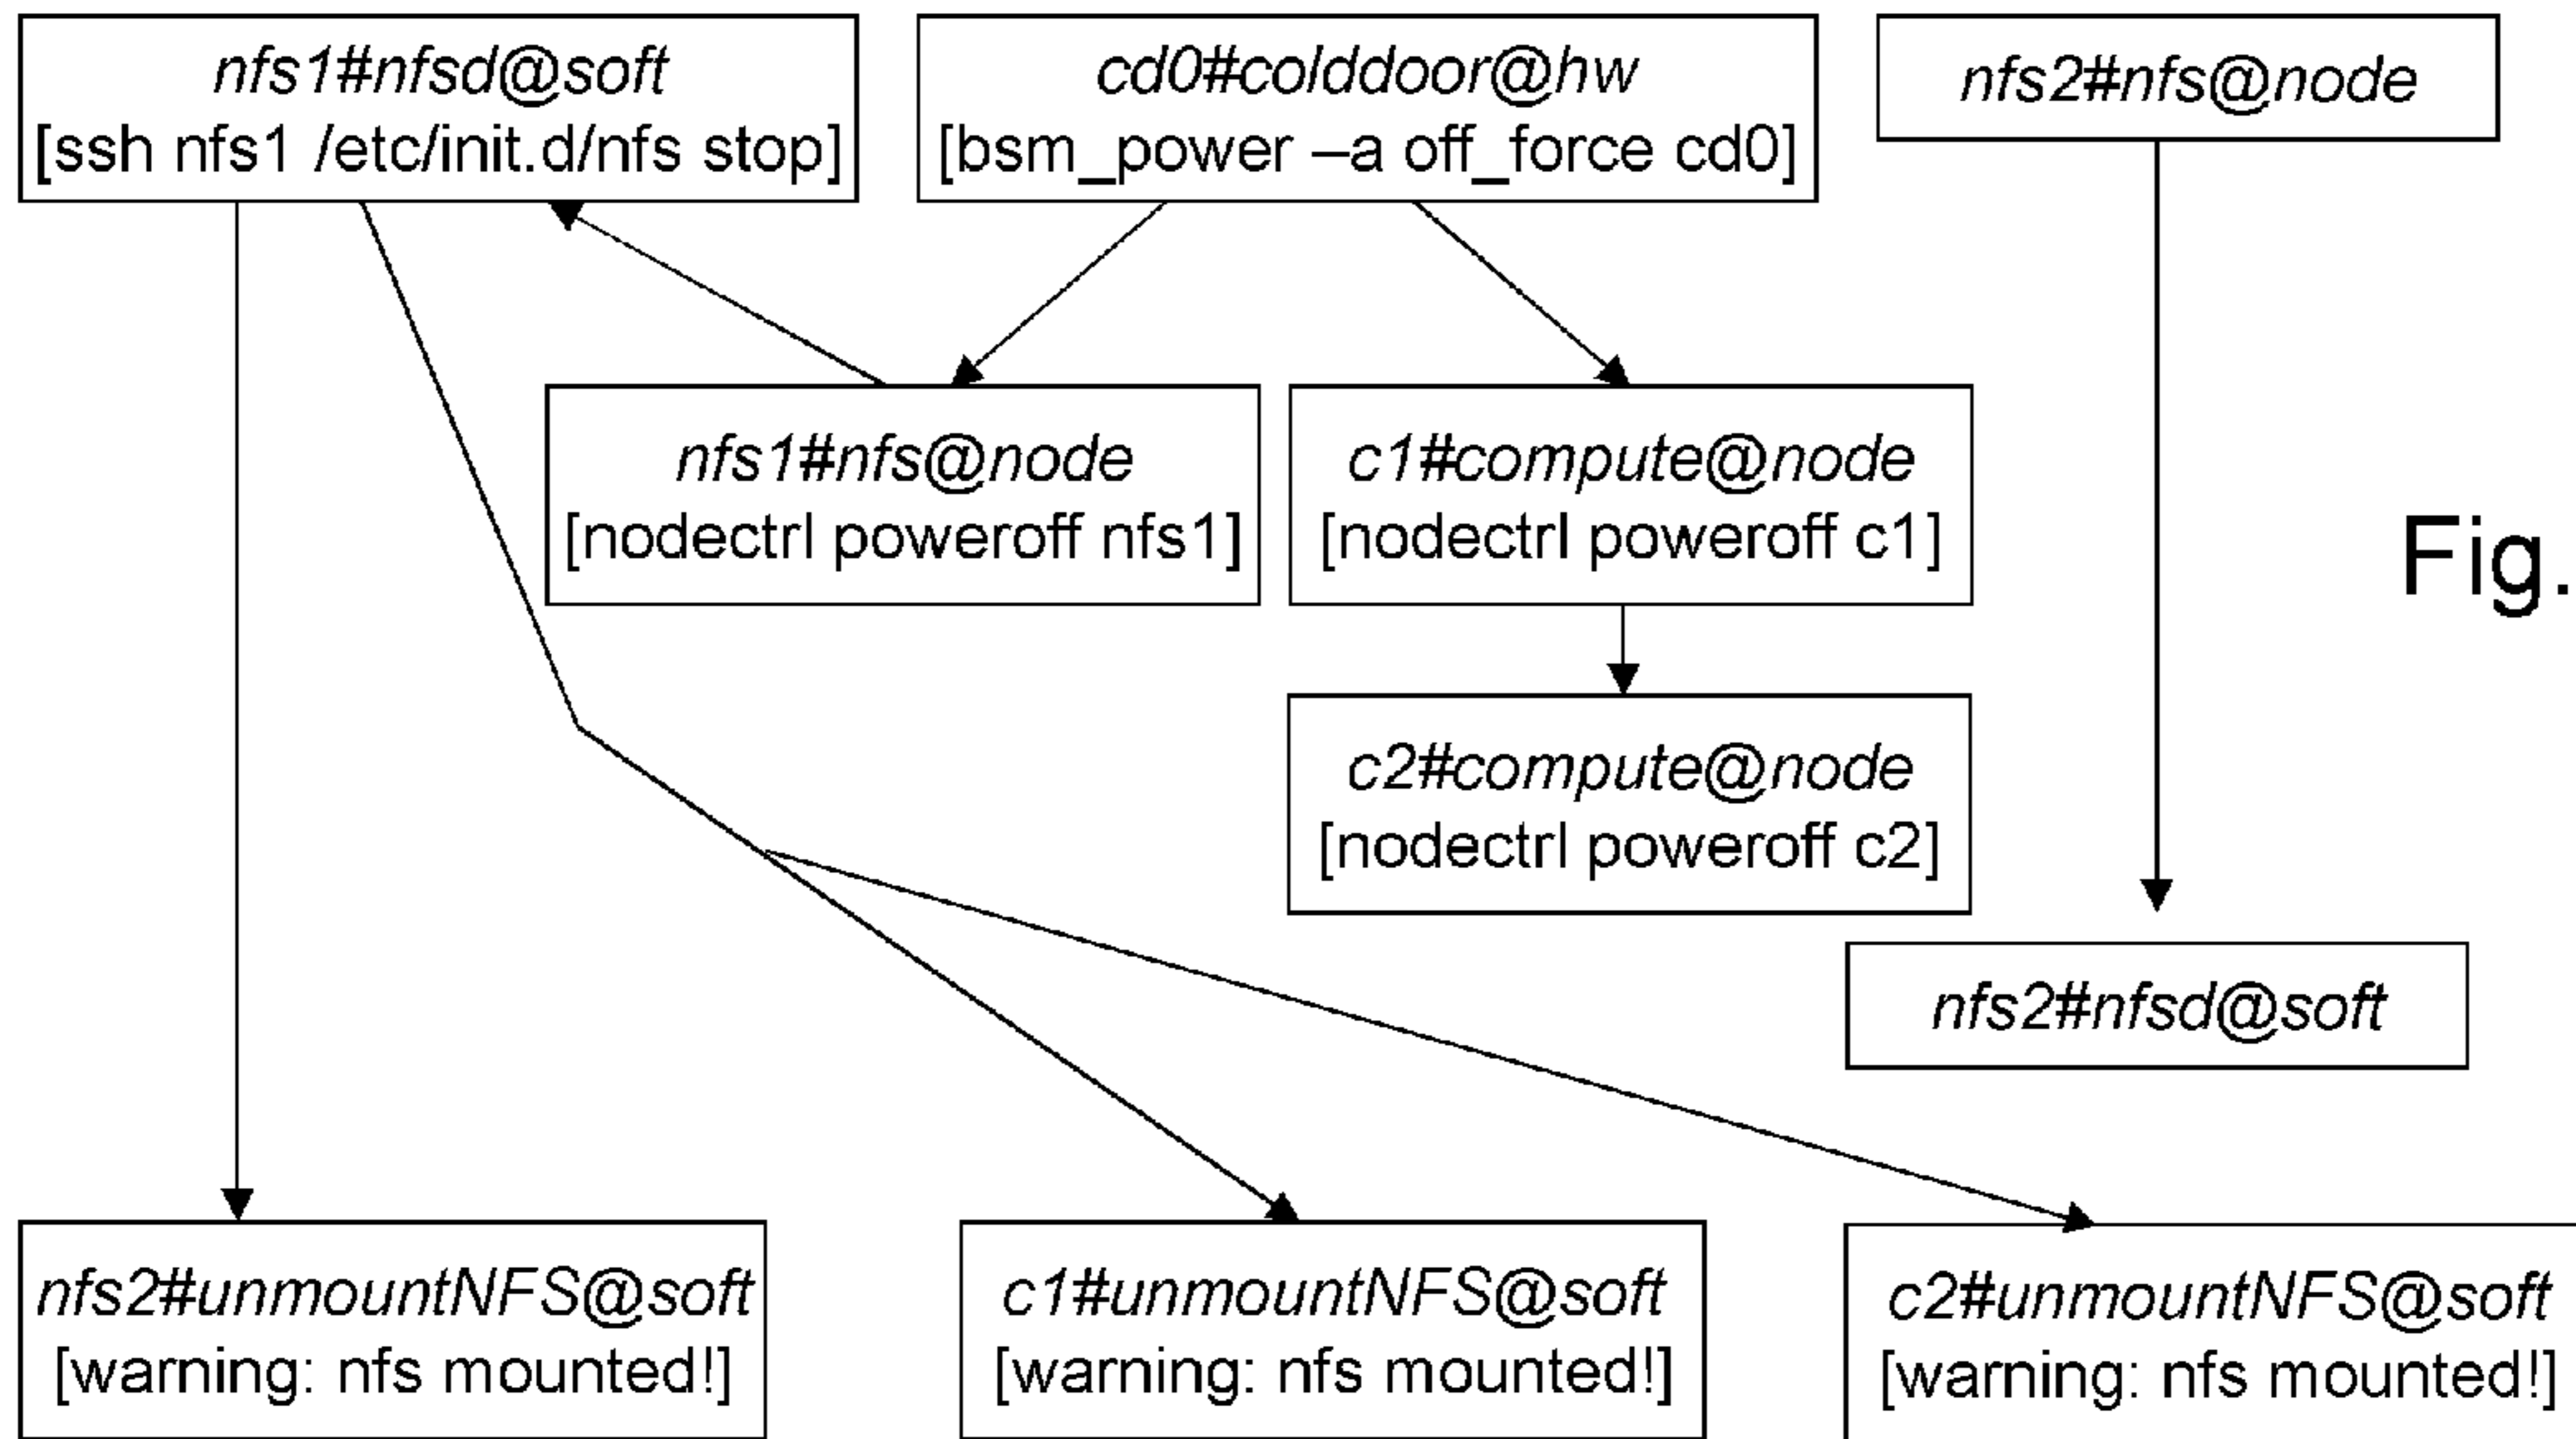 nfs1#nfsd@soft
[ssh nfs1 /etc/init.d/nfs stop]
cd0#colddoor@hw
[bsm_power –a off_force cd0]
nfs2#nfs@node
nfs1#nfs@node
[nodectrl poweroff nfs1]
c1#compute@node
[nodectrl poweroff c1]
Fig.
c2#compute@node
[nodectrl poweroff c2]
nfs2#nfsd@soft
nfs2#unmountNFS@soft
[warning: nfs mounted!]
c1#unmountNFS@soft
[warning: nfs mounted!]
c2#unmountNFS@soft
[warning: nfs mounted!]